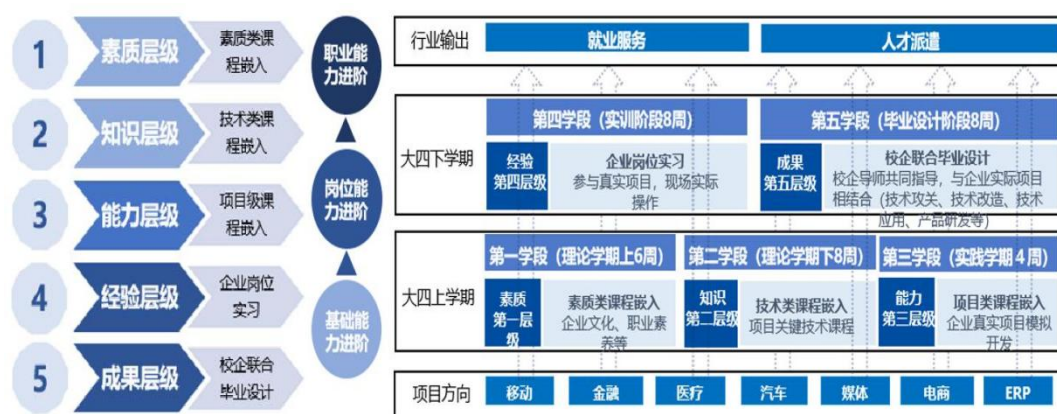 1
素质层级
素质类课
程嵌入
2
知识层级
技术类课
程嵌入
3
能力层级
项目级课
程嵌入
4
经验层级
企业岗位
实习
5
成果层级
校企联合
毕业设计
职业能
力进阶
岗位能
力进阶
基础能
力进阶
行业输出
就业服务
人才派遣
大四下学期
第四学段（实训阶段8周）
经验
第四层级
企业岗位实习
参与真实项目，现场实际
操作
第五学段（毕业设计阶段8周）
成果
第五层级
校企联合毕业设计
校企导师共同指导，与企业实际项目
相结合（技术攻关、技术改造、技术
应用、产品研发等）
大四上学期
第一学段（理论学期上6周）
素质
第一层
级
素质类课程嵌入
企业文化、职业素
养等
第二学段（理论学期下8周）
知识
第二层级
技术类课程嵌入
项目关键技术课程
第三学段（实践学期４周）
能力
第三层级
项目类课程嵌入
企业真实项目模拟
开发
项目方向
移动
金融
医疗
汽车
媒体
电商
ERP